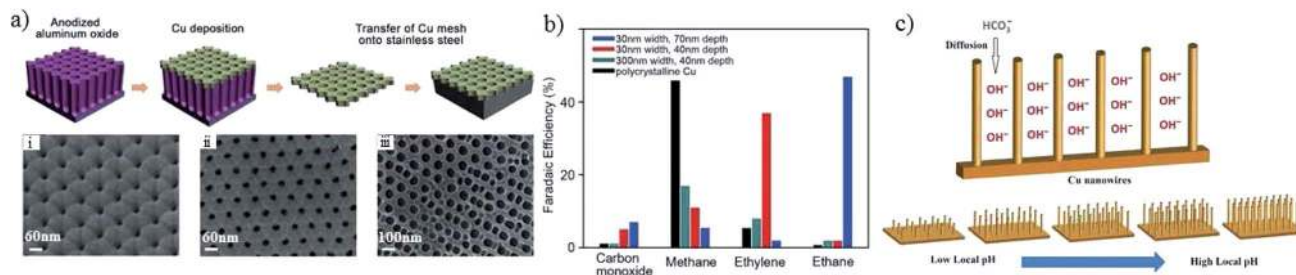 a)
Anodized
aluminum oxide
Cu deposition
Transfer of Cu mesh
onto stainless steel
i
60nm
ii
60nm
iii
100nm
b)
30nm width, 70nm depth
30nm width, 40nm depth
300nm width, 40nm depth
polycrystalline Cu
Faradaic Efficiency (%)
40
20
0
Carbon
monoxide
Methane
Ethylene
Ethane
c)
HCO₃⁻
Diffusion
OH⁻ OH⁻ OH⁻ OH⁻ OH⁻
OH⁻ OH⁻ OH⁻ OH⁻ OH⁻
OH⁻ OH⁻ OH⁻ OH⁻ OH⁻
Cu nanowires
Low Local pH
High Local pH